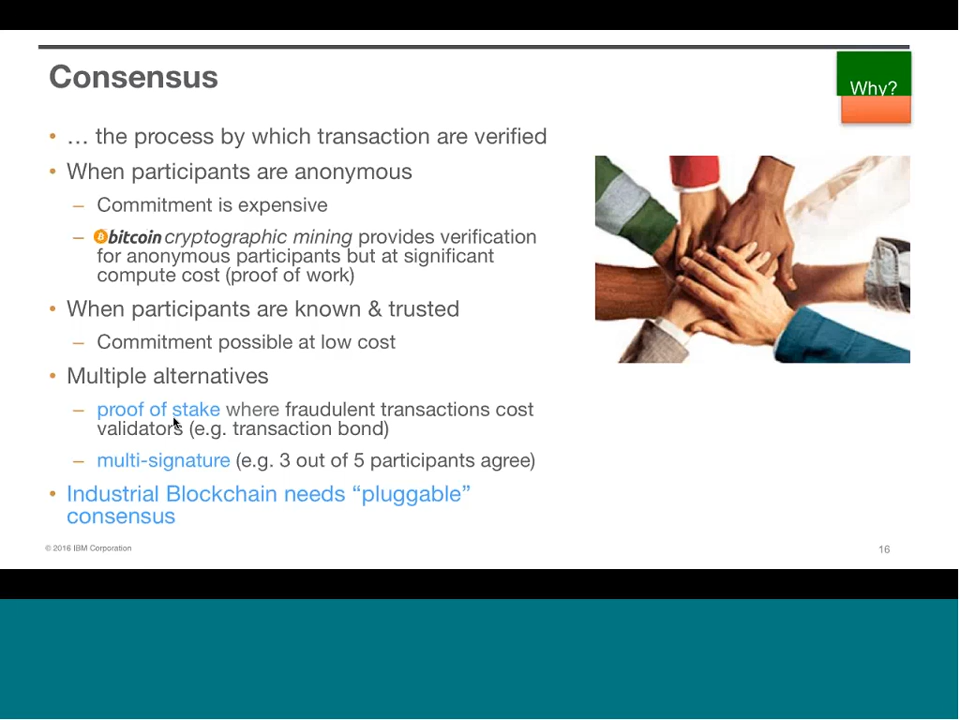 Consensus
Why?
• … the process by which transaction are verified
• When participants are anonymous
– Commitment is expensive
– bitcoin cryptographic mining provides verification
for anonymous participants but at significant
compute cost (proof of work)
• When participants are known & trusted
– Commitment possible at low cost
• Multiple alternatives
– proof of stake where fraudulent transactions cost
validators (e.g. transaction bond)
– multi-signature (e.g. 3 out of 5 participants agree)
• Industrial Blockchain needs “pluggable”
consensus
© 2016 IBM Corporation
16